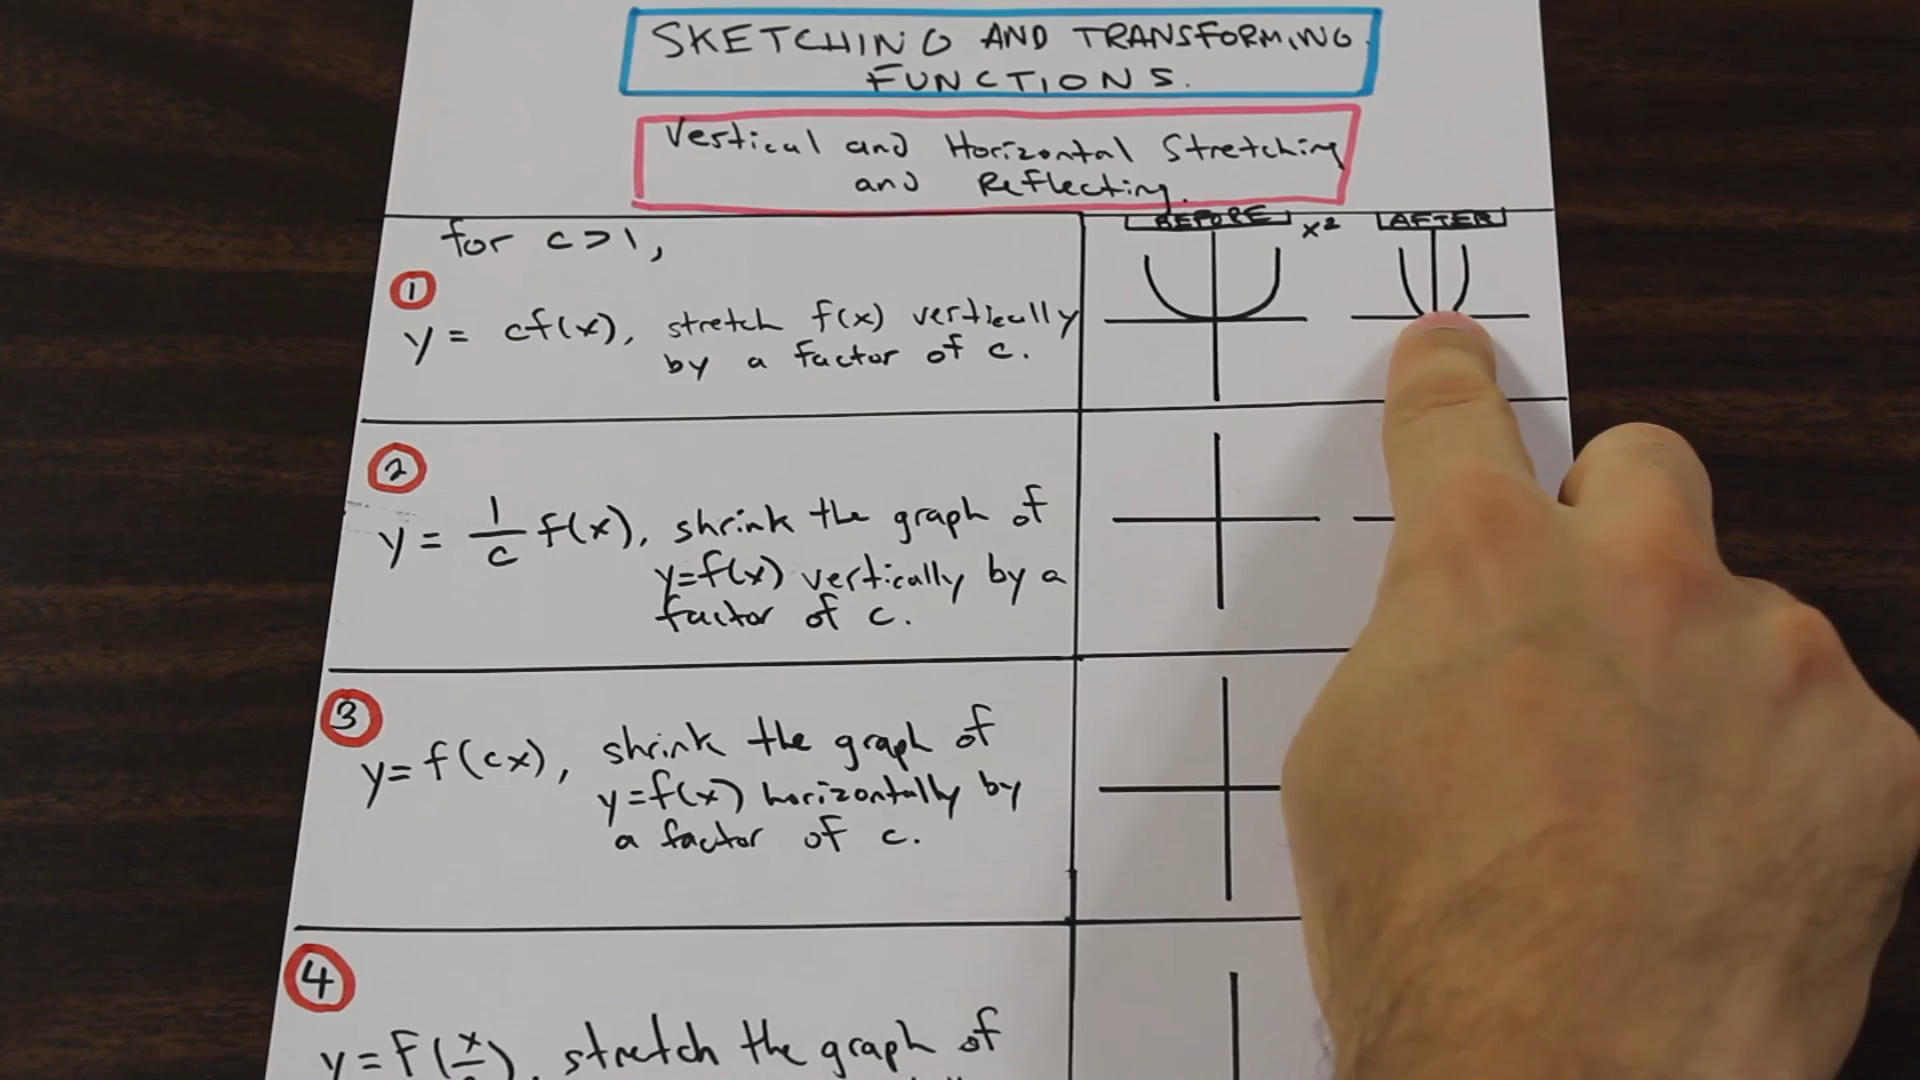 SKETCHING AND TRANSFORMING
FUNCTIONS.
Vertical and Horizontal Stretching
and Reflecting.
for c>1,
BEFORE x² AFTER
①
y = cf(x), stretch f(x) vertically
by a factor of c.
②
y = 1/c f(x), shrink the graph of
y=f(x) vertically by a
factor of c.
③
y=f(cx), shrink the graph of
y=f(x) horizontally by
a factor of c.
④
y=f(x/), stretch the graph of